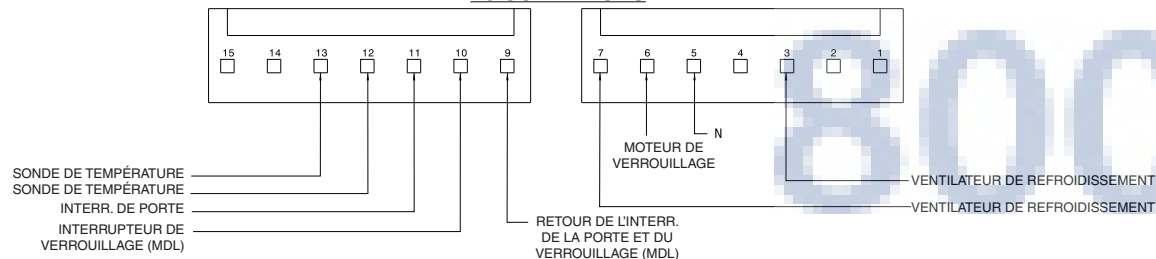 15 14 13 12 11 10 9 7 6 5 4 3 2 1
N
MOTEUR DE
VERROUILLAGE
SONDE DE TEMPÉRATURE
SONDE DE TEMPÉRATURE
INTERR. DE PORTE
INTERRUPTEUR DE
VERROUILLAGE (MDL)
RETOUR DE L'INTERR.
DE LA PORTE ET DU
VERROUILLAGE (MDL)
VENTILATEUR DE REFROIDISSEMENT
VENTILATEUR DE REFROIDISSEMENT
800